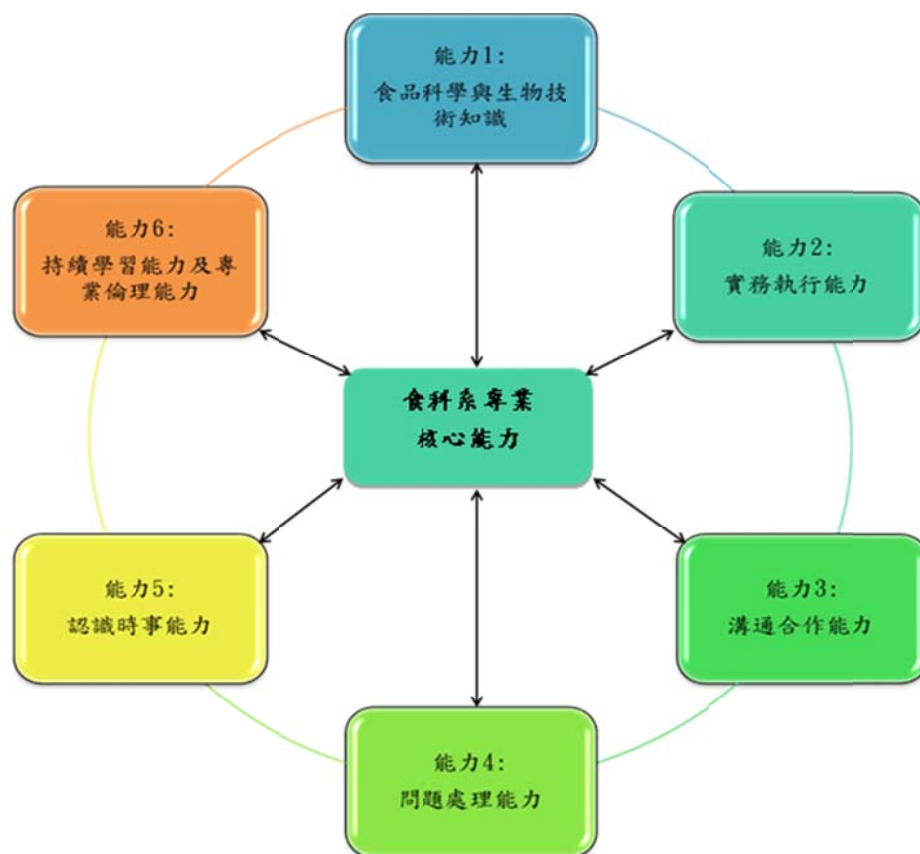 能力1:
食品科學與生物技
術知識
能力2:
實務執行能力
能力3:
溝通合作能力
能力4:
問題處理能力
能力5:
認識時事能力
能力6:
持續學習能力及專
業倫理能力
食科系專業
核心能力